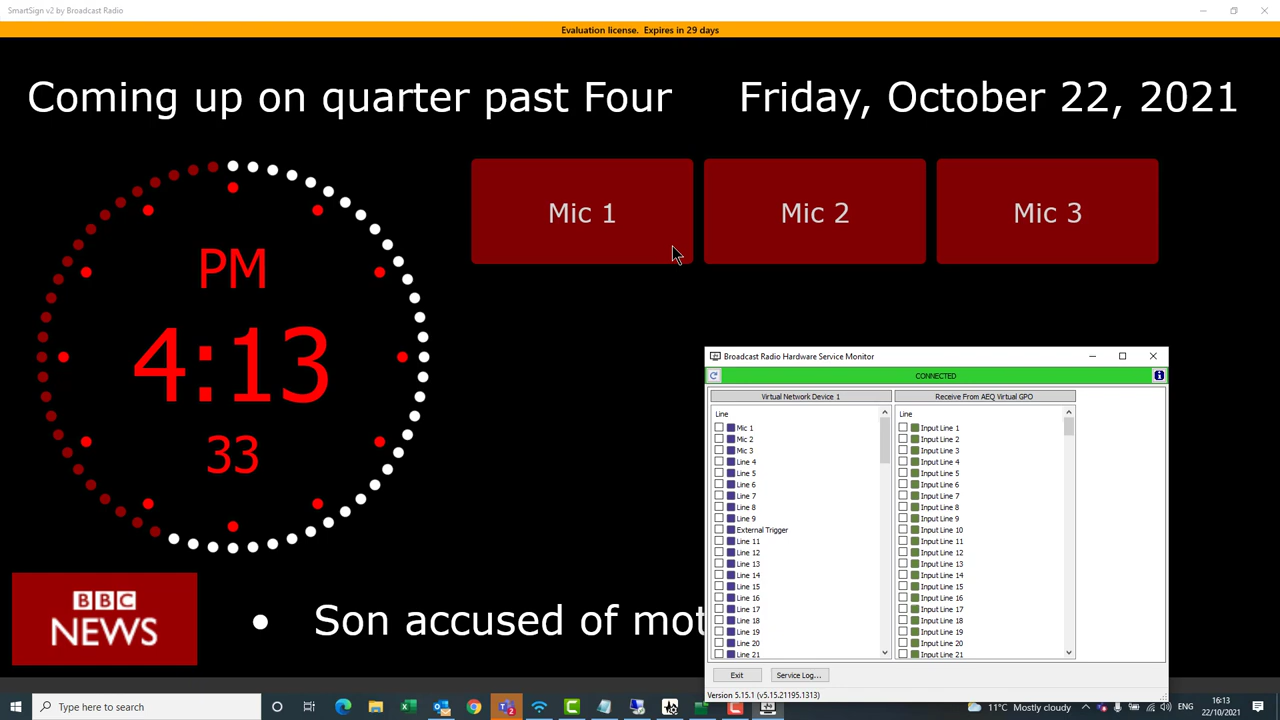 SmartSign v2 by Broadcast Radio
Evaluation license. Expires in 29 days
Coming up on quarter past Four
Friday, October 22, 2021
Mic 1
Mic 2
Mic 3
PM
4:13
33
Broadcast Radio Hardware Service Monitor
CONNECTED
Virtual Network Device 1
Receive From AEQ Virtual GPO
Line
Mic 1
Mic 2
Mic 3
Line 4
Line 5
Line 6
Line 7
Line 8
Line 9
External Trigger
Line 11
Line 12
Line 13
Line 14
Line 15
Line 16
Line 17
Line 18
Line 19
Line 20
Line 21
Line
Input Line 1
Input Line 2
Input Line 3
Input Line 4
Input Line 5
Input Line 6
Input Line 7
Input Line 8
Input Line 9
Input Line 10
Input Line 11
Input Line 12
Input Line 13
Input Line 14
Input Line 15
Input Line 16
Input Line 17
Input Line 18
Input Line 19
Input Line 20
Input Line 21
Exit
Service Log...
Version 5.15.1 (v5.15.21195.1313)
BBC
NEWS
• Son accused of mot
Type here to search
11°C Mostly cloudy
16:13
22/10/2021